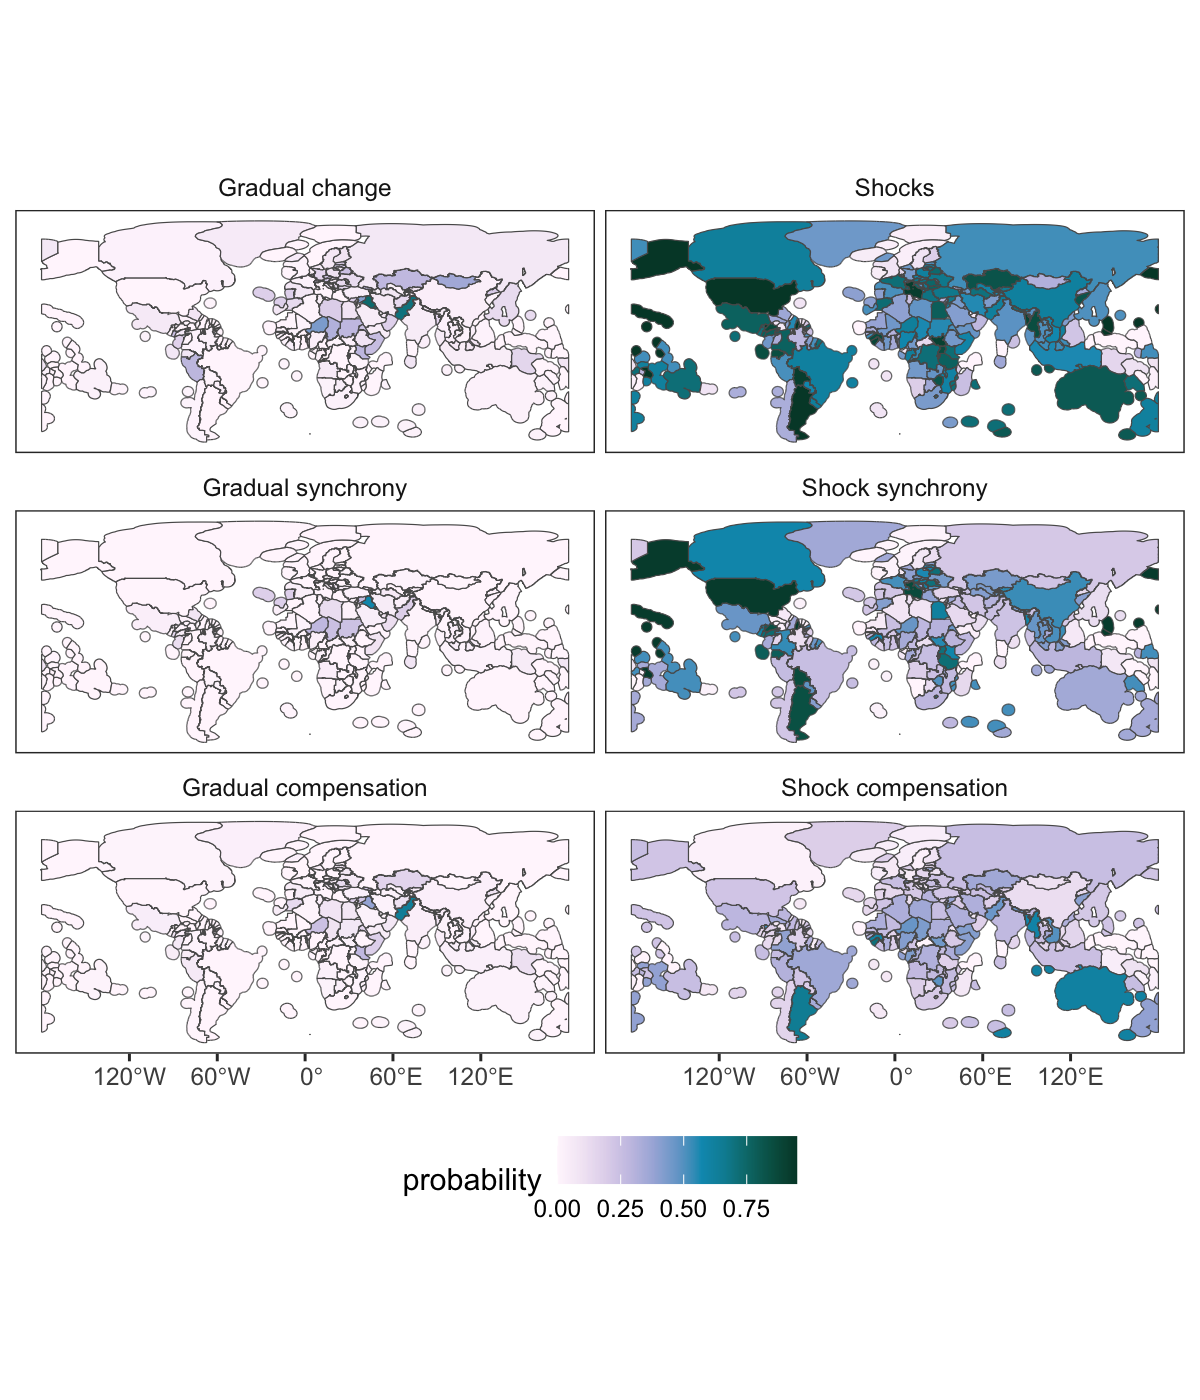 Gradual change Shocks
Gradual synchrony Shock synchrony
Gradual compensation Shock compensation
120°W 60°W 0° 60°E 120°E 120°W 60°W 0° 60°E 120°E
probability
0.00 0.25 0.50 0.75